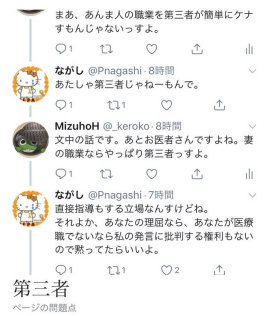 まあ、あんま人の職業を第三者が簡単にケナ
すもんじゃないっすよ。
1
ながし @Pnagashi·8時間
あたしゃ第三者じゃねーもんで。
1 1
MizuhoH @_keroko·8時間
文中の話です。あとお医者さんですよね。妻
の職業ならやっぱり第三者っすよ。
1
ながし @Pnagashi·7時間
直接指導もする立場なんすけどね。
それよか、あなたの理屈なら、あなたが医療
職でないなら私の発言に批判する権利もない
ので黙ってたらいいよ。
1 1 2
第三者
ページの問題点